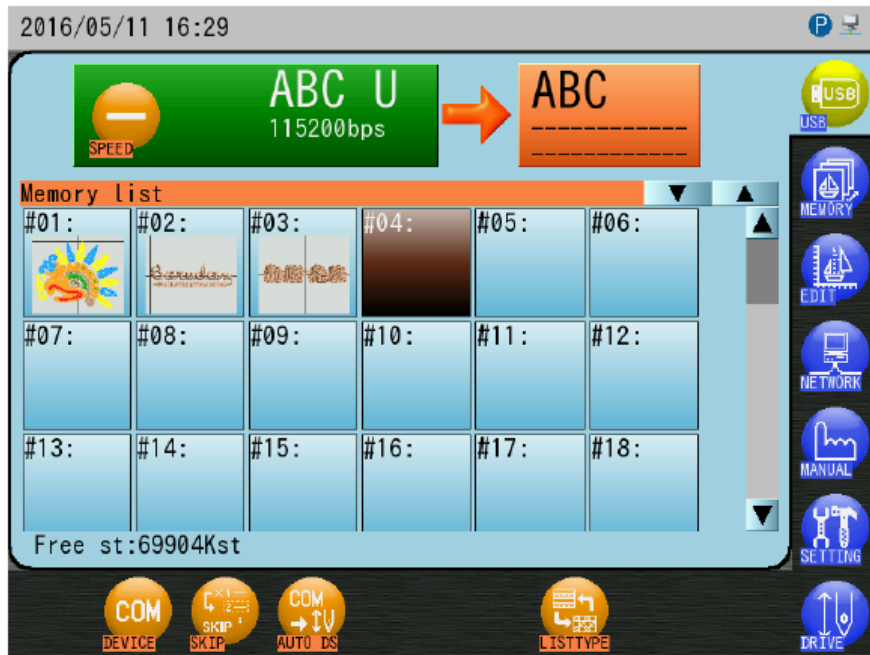 2016/05/11 16:29
P
ABC U
115200bps
SPEED
ABC
------------
------------
USB
USB
Memory list
#01:
#02:
Barudan
#03:
#04:
#05:
#06:
MEMORY
EDIT
#07:
#08:
#09:
#10:
#11:
#12:
NETWORK
#13:
#14:
#15:
#16:
#17:
#18:
MANUAL
Free st:69904Kst
SETTING
COM
DEVICE
SKIP
SKIP
COM
AUTO DS
LISTTYPE
DRIVE